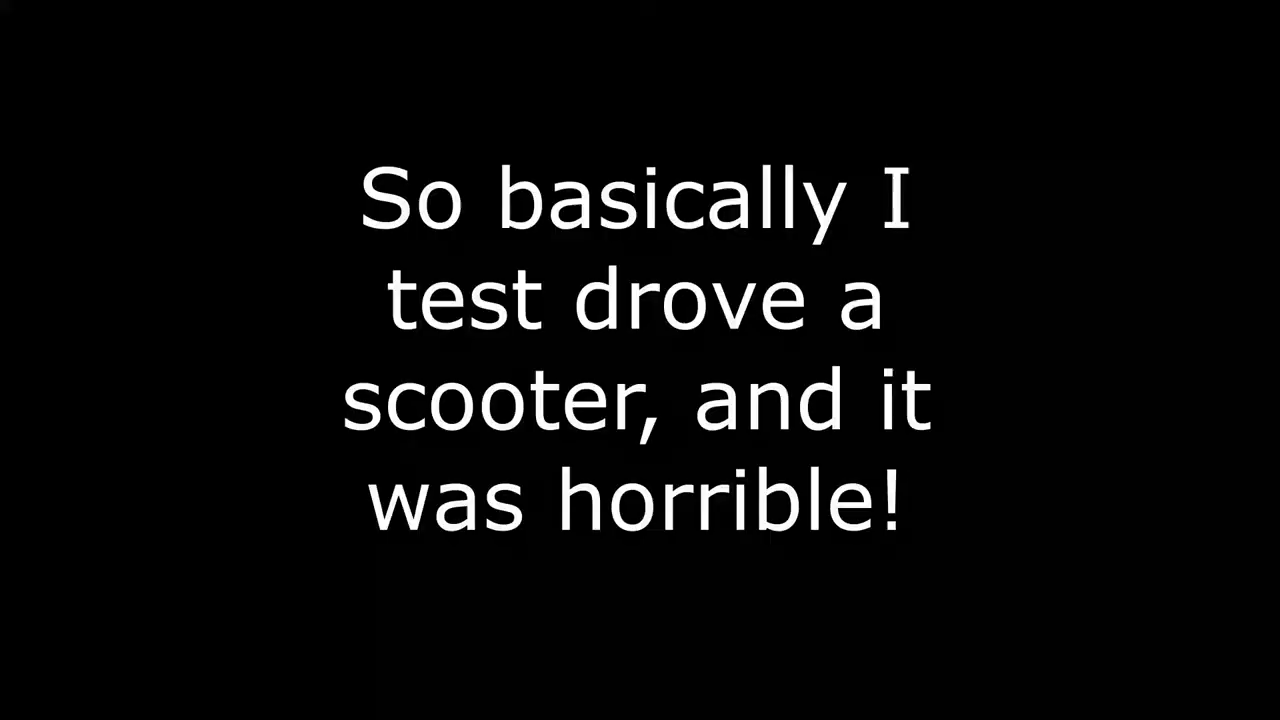 So basically I
test drove a
scooter, and it
was horrible!